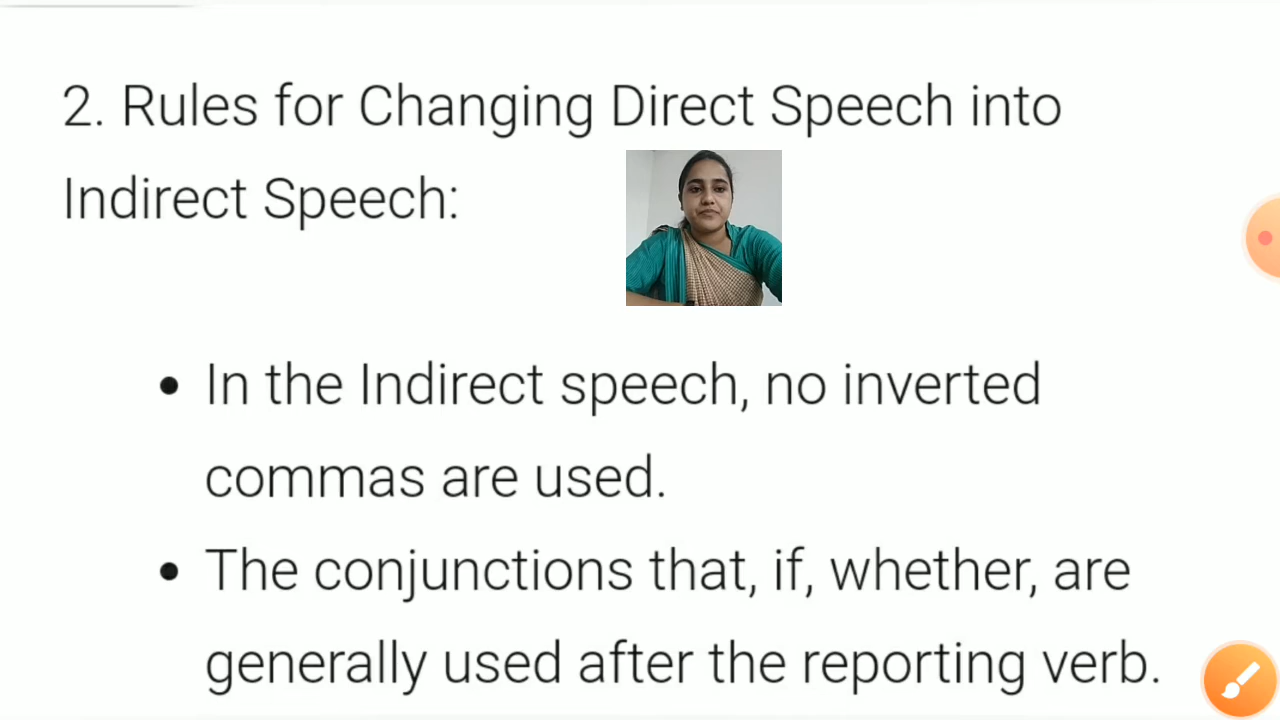 2. Rules for Changing Direct Speech into
Indirect Speech:
• In the Indirect speech, no inverted
commas are used.
• The conjunctions that, if, whether, are
generally used after the reporting verb.